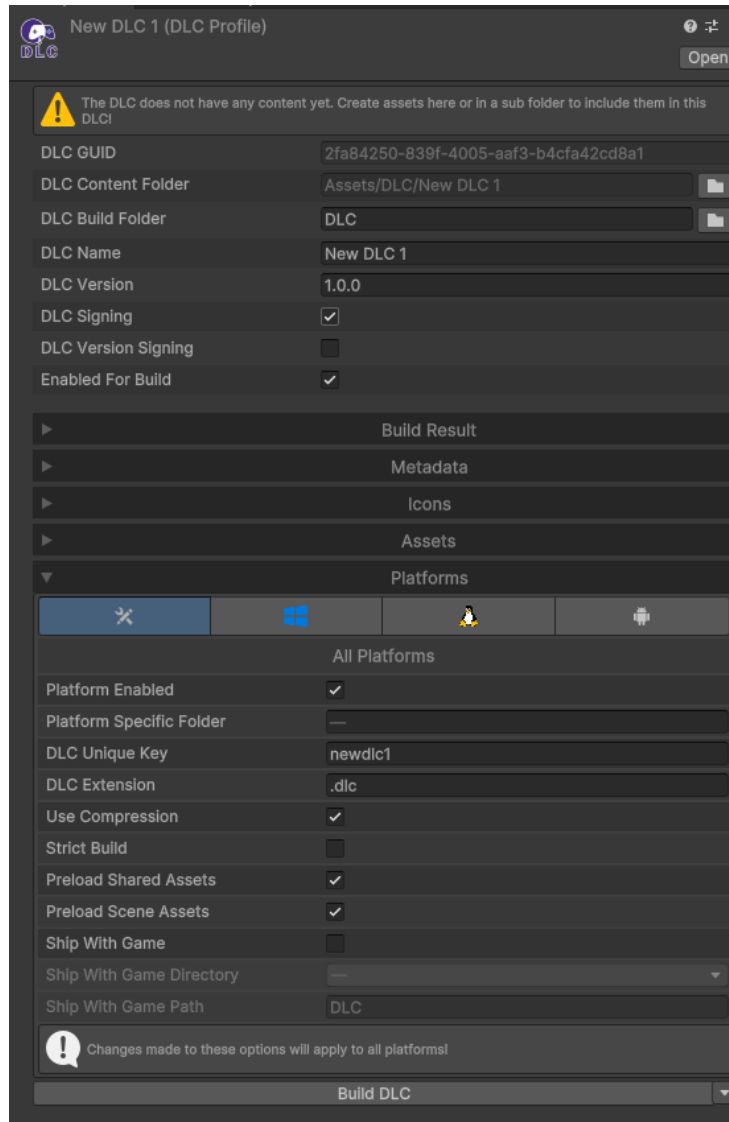 New DLC 1 (DLC Profile)
DLC
Open
The DLC does not have any content yet. Create assets here or in a sub folder to include them in this
DLC!
DLC GUID 2fa84250-839f-4005-aaf3-b4cfa42cd8a1
DLC Content Folder Assets/DLC/New DLC 1
DLC Build Folder DLC
DLC Name New DLC 1
DLC Version 1.0.0
DLC Signing
DLC Version Signing
Enabled For Build
Build Result
Metadata
Icons
Assets
Platforms
All Platforms
Platform Enabled
Platform Specific Folder —
DLC Unique Key newdlc1
DLC Extension .dlc
Use Compression
Strict Build
Preload Shared Assets
Preload Scene Assets
Ship With Game
Ship With Game Directory —
Ship With Game Path DLC
Changes made to these options will apply to all platforms!
Build DLC